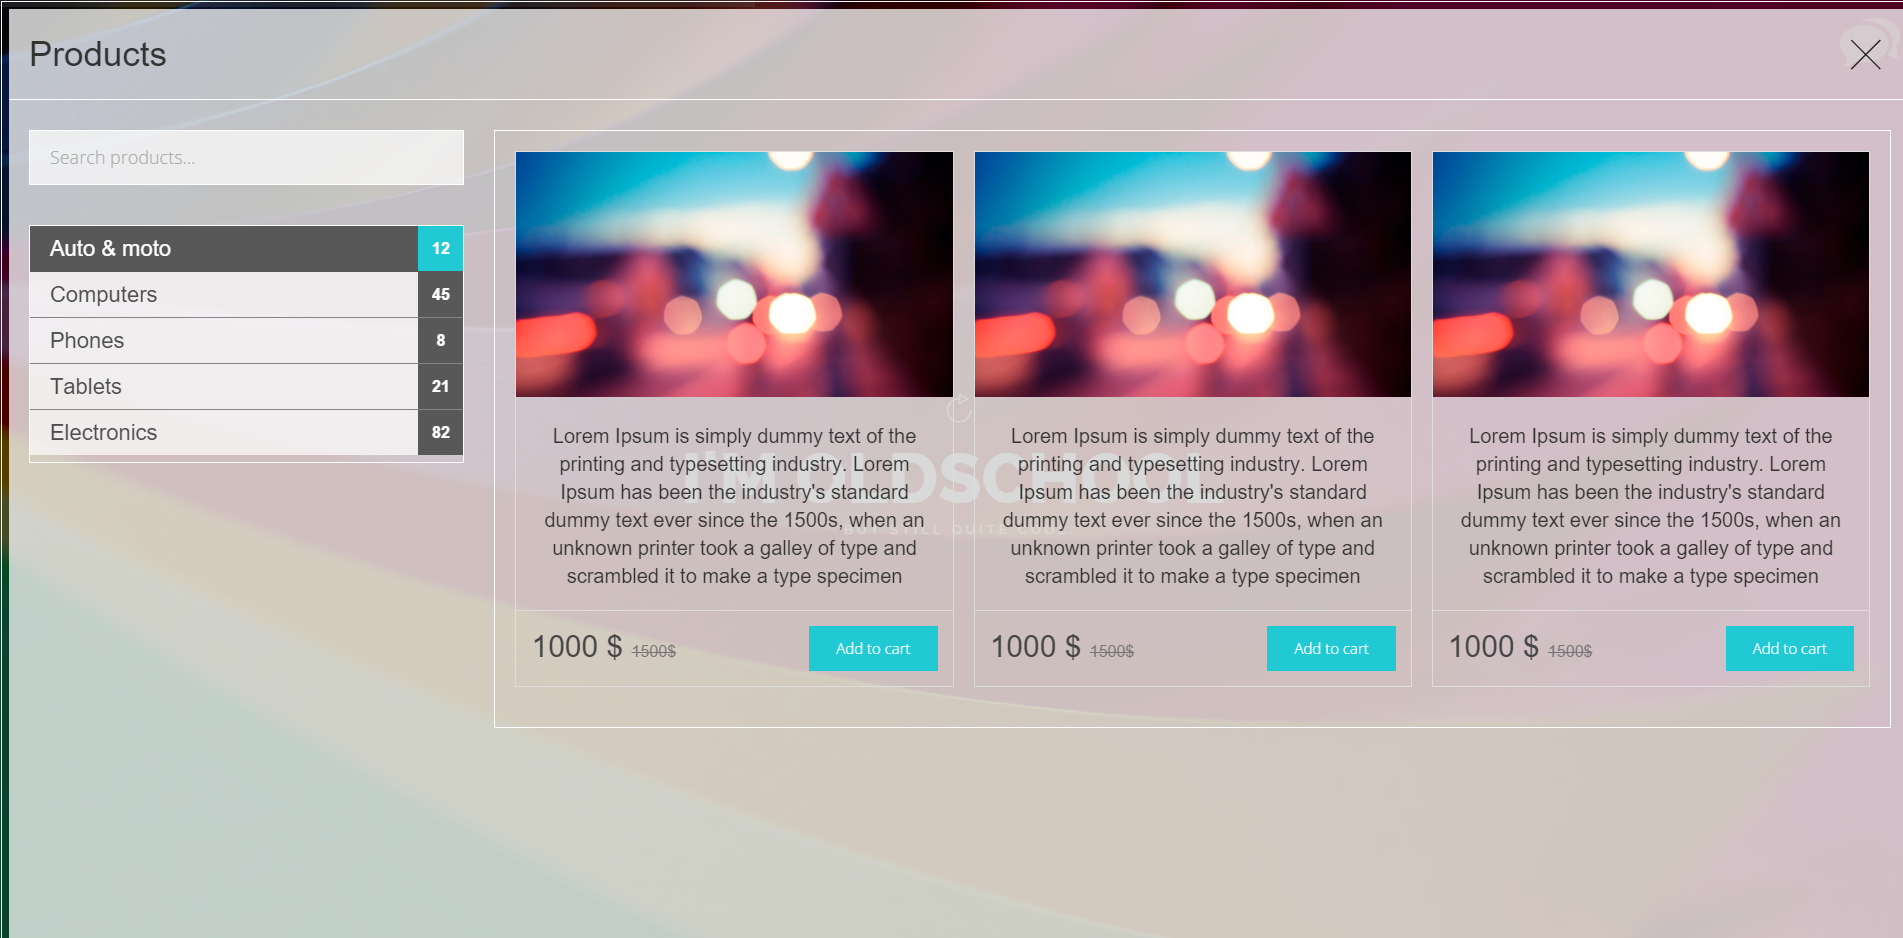 Products
Search products...
Auto & moto 12
Computers 45
Phones 8
Tablets 21
Electronics 82
Lorem Ipsum is simply dummy text of the
printing and typesetting industry. Lorem
Ipsum has been the industry's standard
dummy text ever since the 1500s, when an
unknown printer took a galley of type and
scrambled it to make a type specimen
1000 $ 1500$ Add to cart
Lorem Ipsum is simply dummy text of the
printing and typesetting industry. Lorem
Ipsum has been the industry's standard
dummy text ever since the 1500s, when an
unknown printer took a galley of type and
scrambled it to make a type specimen
1000 $ 1500$ Add to cart
Lorem Ipsum is simply dummy text of the
printing and typesetting industry. Lorem
Ipsum has been the industry's standard
dummy text ever since the 1500s, when an
unknown printer took a galley of type and
scrambled it to make a type specimen
1000 $ 1500$ Add to cart
I'M OLDSCHOOL
BUT STILL QUITE COOL